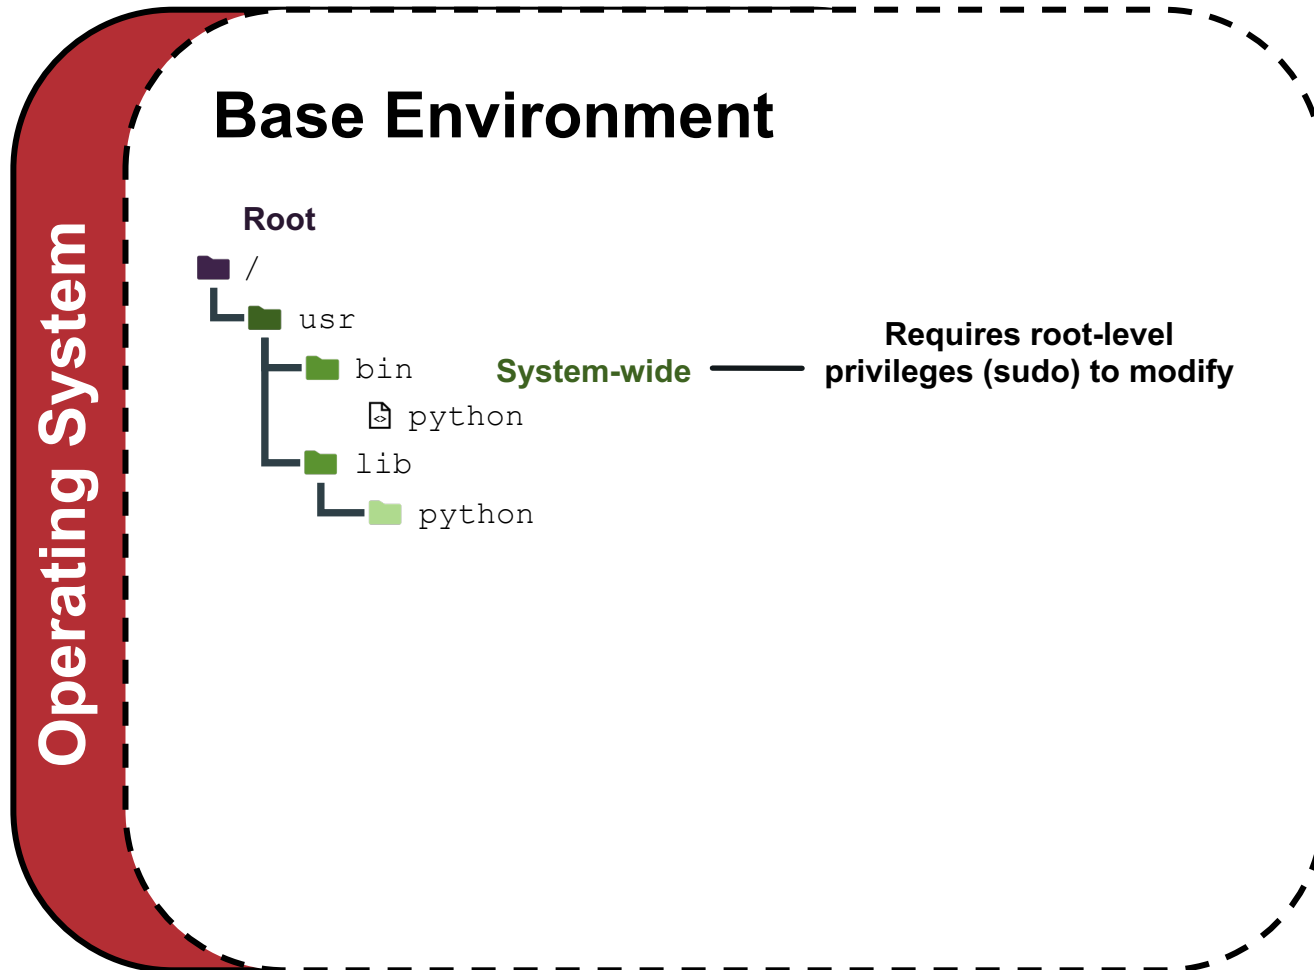 Operating System
Base Environment
Root
/
usr
bin
System-wide
Requires root-level
privileges (sudo) to modify
python
lib
python